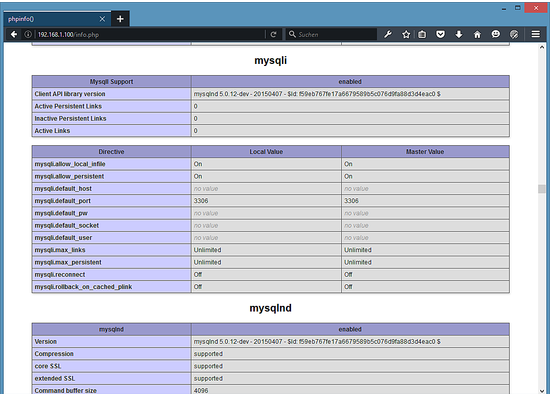 phpinfo()
192.168.1.100/info.php
Suchen
mysqli
MysqlI Support enabled
Client API library version mysqlnd 5.0.12-dev - 20150407 - $Id: f59eb767fe17a6679589b5c076d9fa88d3d4eac0 $
Active Persistent Links 0
Inactive Persistent Links 0
Active Links 0
Directive Local Value Master Value
mysqli.allow_local_infile On On
mysqli.allow_persistent On On
mysqli.default_host no value no value
mysqli.default_port 3306 3306
mysqli.default_pw no value no value
mysqli.default_socket no value no value
mysqli.default_user no value no value
mysqli.max_links Unlimited Unlimited
mysqli.max_persistent Unlimited Unlimited
mysqli.reconnect Off Off
mysqli.rollback_on_cached_plink Off Off
mysqlnd
mysqlnd enabled
Version mysqlnd 5.0.12-dev - 20150407 - $Id: f59eb767fe17a6679589b5c076d9fa88d3d4eac0 $
Compression supported
core SSL supported
extended SSL supported
Command buffer size 4096